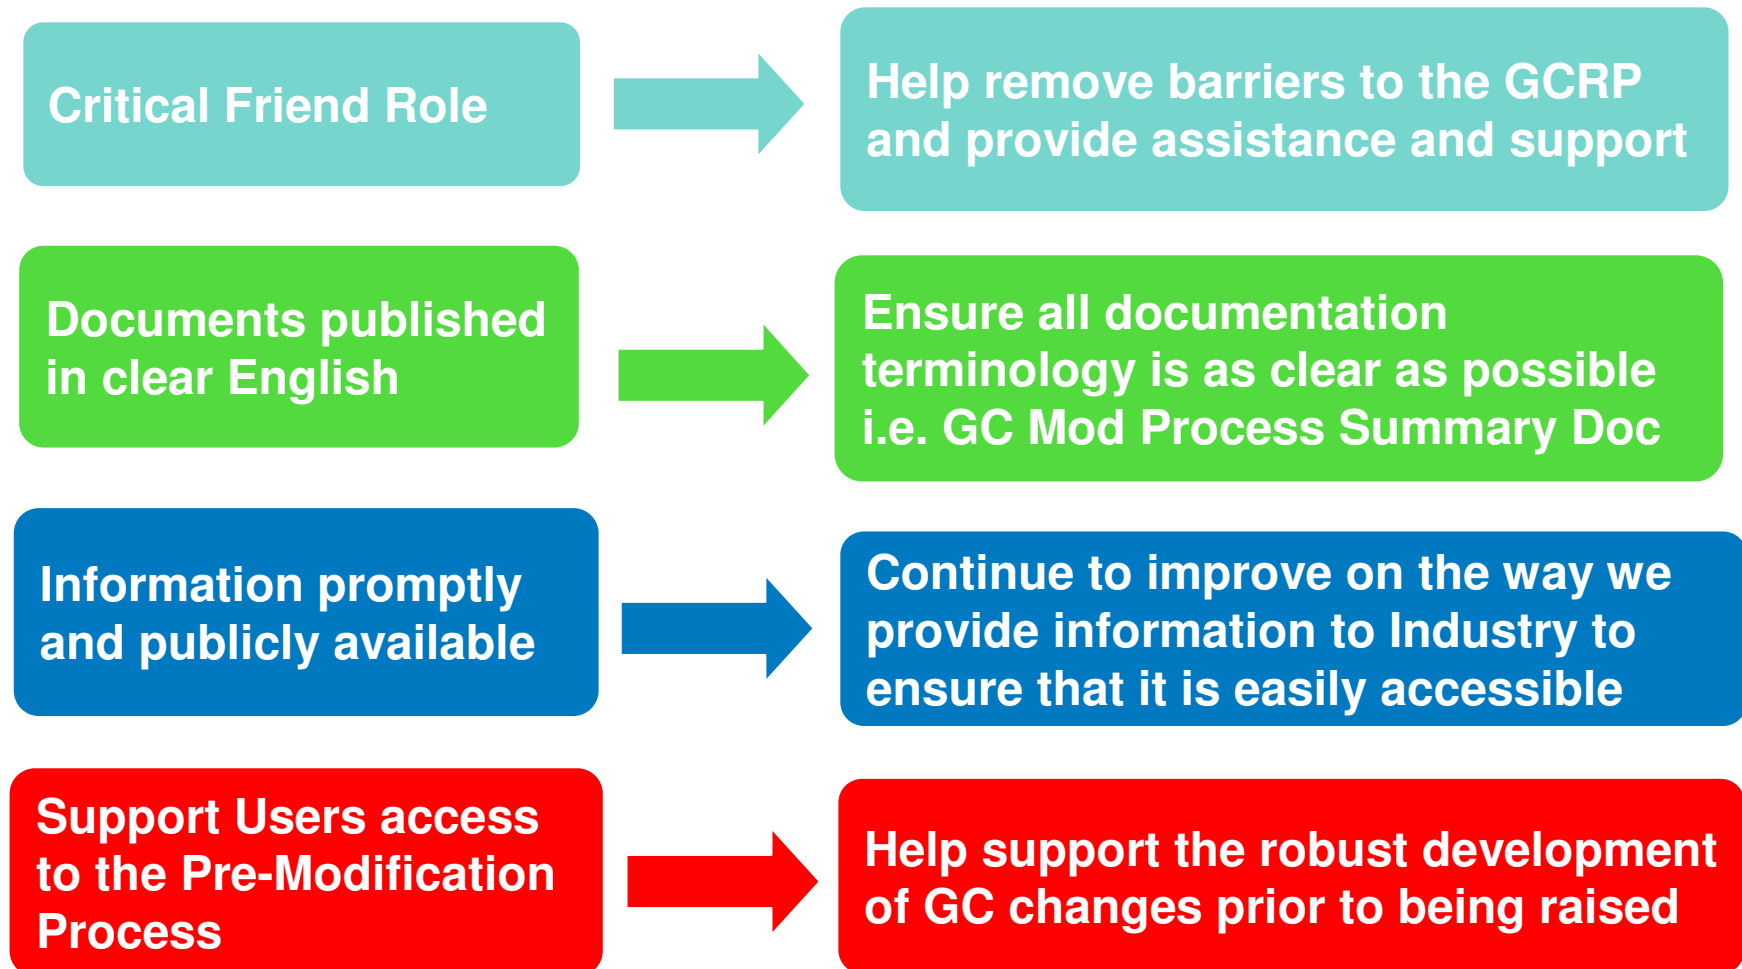 Critical Friend Role
Help remove barriers to the GCRP
and provide assistance and support
Documents published
in clear English
Ensure all documentation
terminology is as clear as possible
i.e. GC Mod Process Summary Doc
Information promptly
and publicly available
Continue to improve on the way we
provide information to Industry to
ensure that it is easily accessible
Support Users access
to the Pre-Modification
Process
Help support the robust development
of GC changes prior to being raised